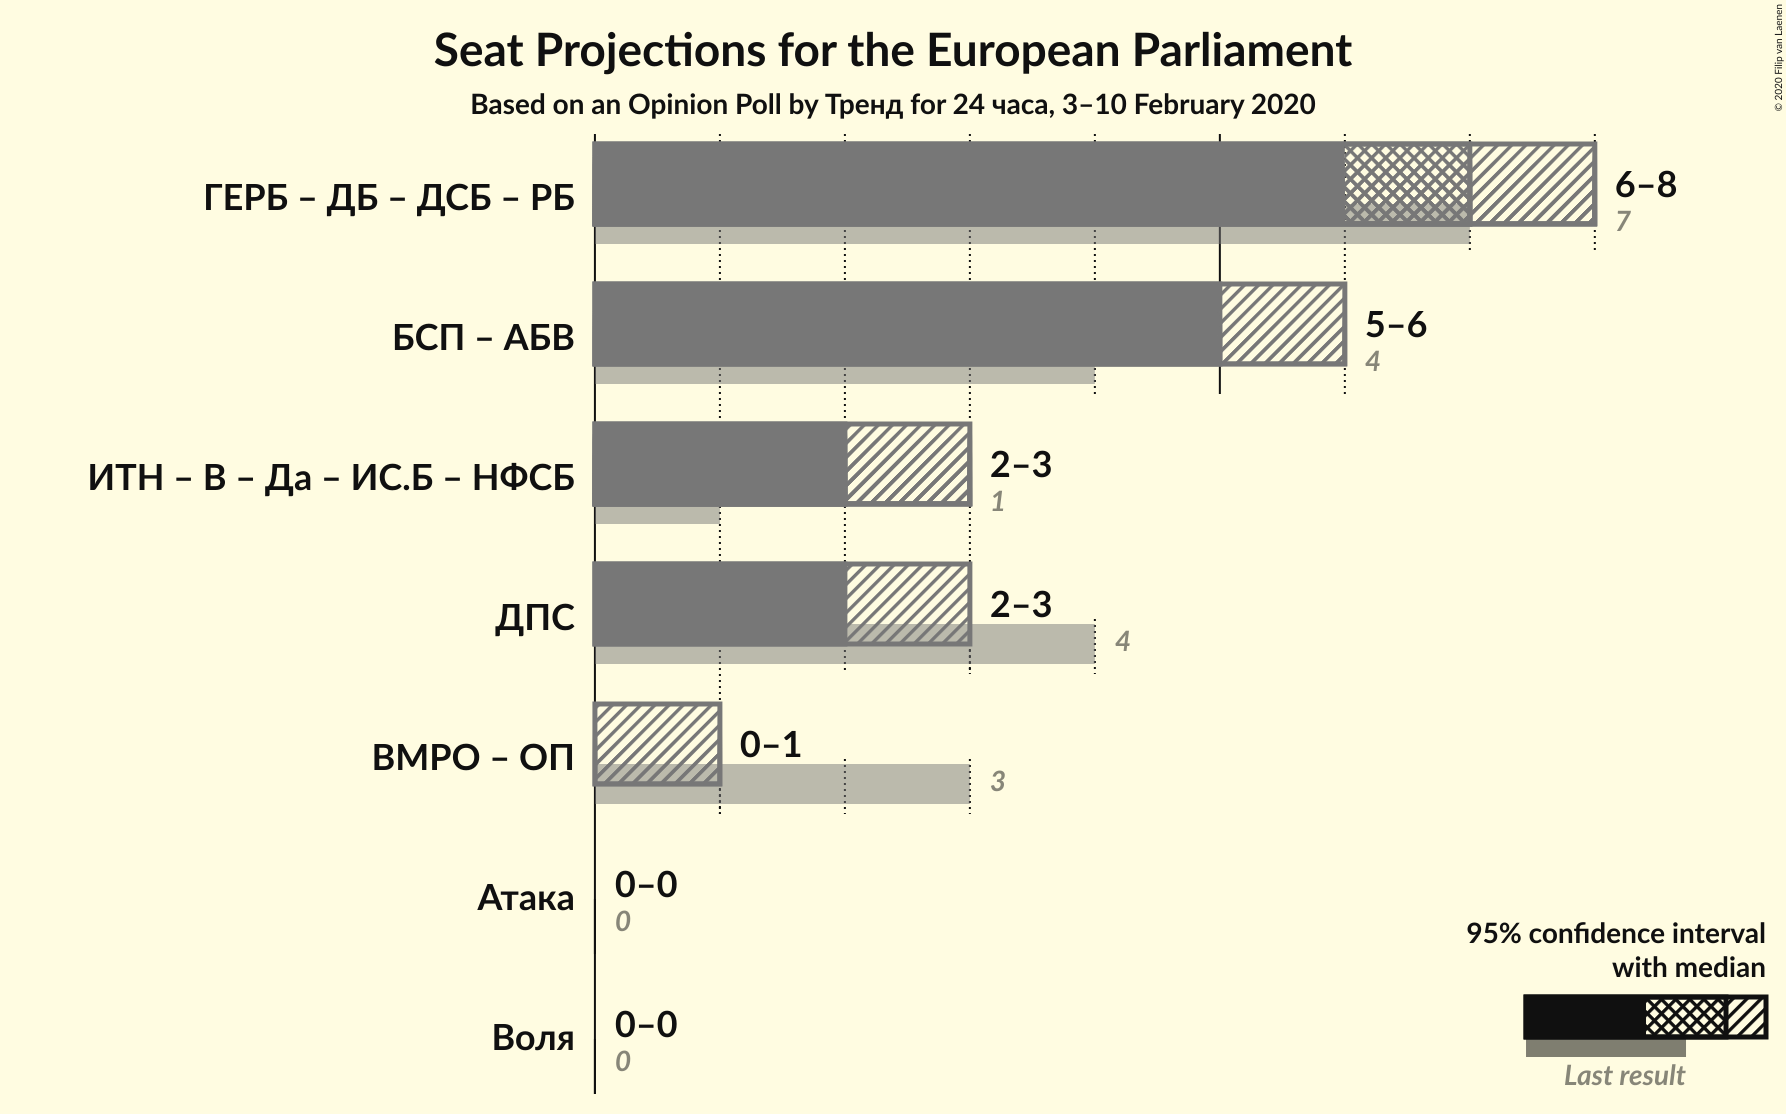 Seat Projections for the European Parliament
Based on an Opinion Poll by Тренд for 24 часа, 3–10 February 2020
© 2020 Filip van Laenen
ГЕРБ – ДБ – ДСБ – РБ
6–8
7
БСП – АБВ
5–6
4
ИТН – В – Да – ИС.Б – НФСБ
2–3
1
ДПС
2–3
4
ВМРО – ОП
0–1
3
Атака
0–0
0
Воля
0–0
0
95% confidence interval
with median
Last result